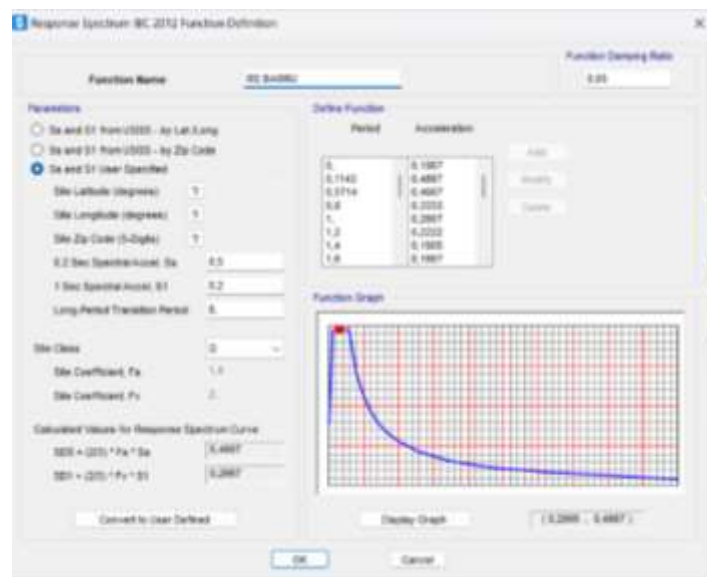 Response Spectrum IBC 2012 Function Definition
Function Damping Ratio
Function Name
0.05
Parameters
Define Function
Ss and S1 from USGS - by Lat./Long.
Period Acceleration
Ss and S1 from USGS - by Zip Code
Add
Ss and S1 User Specified
Modify
Site Latitude (degrees) ?
Delete
Site Longitude (degrees) ?
Site Zip Code (5-Digits) ?
0.2 Sec Spectral Accel, Ss 0,5
1 Sec Spectral Accel, S1 0,2
Long-Period Transition Period 8,
0, 0,1867
0,1143 0,4667
0,5714 0,4667
0,8 0,3333
1, 0,2667
1,2 0,2222
1,4 0,1905
1,6 0,1667
Function Graph
Site Class D
Site Coefficient, Fa 1,4
Site Coefficient, Fv 2,
Calculated Values for Response Spectrum Curve
SDS = (2/3) * Fa * Ss 0,4667
SD1 = (2/3) * Fv * S1 0,2667
Convert to User Defined
Display Graph
OK
Cancel